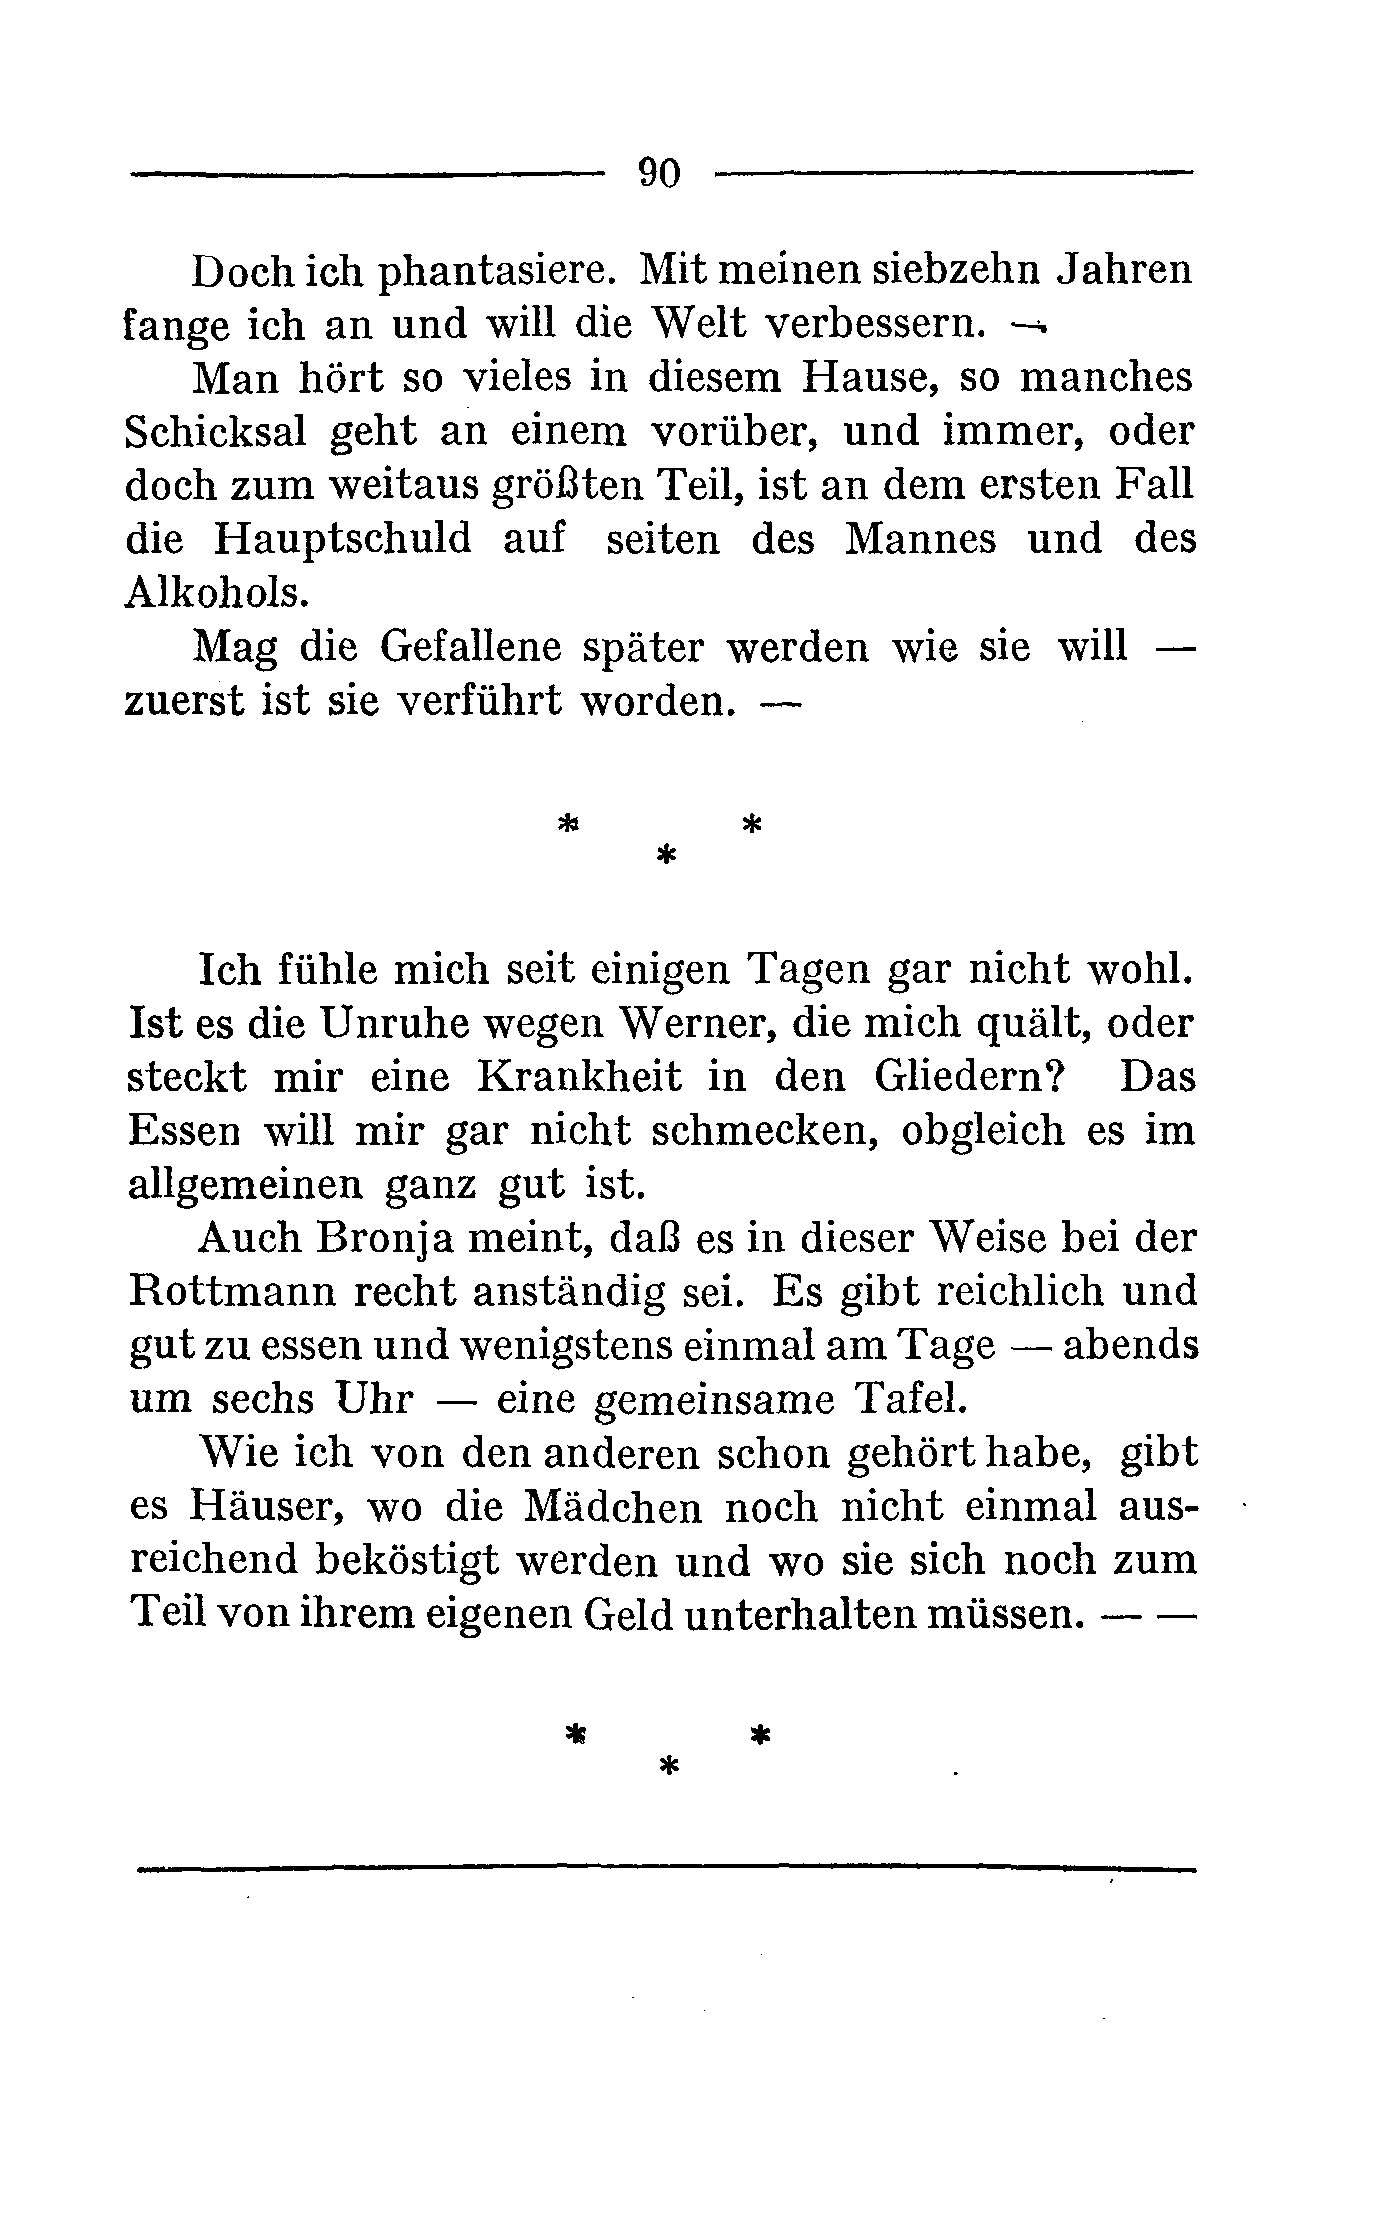 90
Doch ich phantasiere. Mit meinen siebzehn Jahren
fange ich an und will die Welt verbessern. —
Man hört so vieles in diesem Hause, so manches
Schicksal geht an einem vorüber, und immer, oder
doch zum weitaus größten Teil, ist an dem ersten Fall
die Hauptschuld auf seiten des Mannes und des
Alkohols.
Mag die Gefallene später werden wie sie will —
zuerst ist sie verführt worden. —
* *
*
Ich fühle mich seit einigen Tagen gar nicht wohl.
Ist es die Unruhe wegen Werner, die mich quält, oder
steckt mir eine Krankheit in den Gliedern? Das
Essen will mir gar nicht schmecken, obgleich es im
allgemeinen ganz gut ist.
Auch Bronja meint, daß es in dieser Weise bei der
Rottmann recht anständig sei. Es gibt reichlich und
gut zu essen und wenigstens einmal am Tage — abends
um sechs Uhr — eine gemeinsame Tafel.
Wie ich von den anderen schon gehört habe, gibt
es Häuser, wo die Mädchen noch nicht einmal aus-
reichend beköstigt werden und wo sie sich noch zum
Teil von ihrem eigenen Geld unterhalten müssen. — —
* *
*